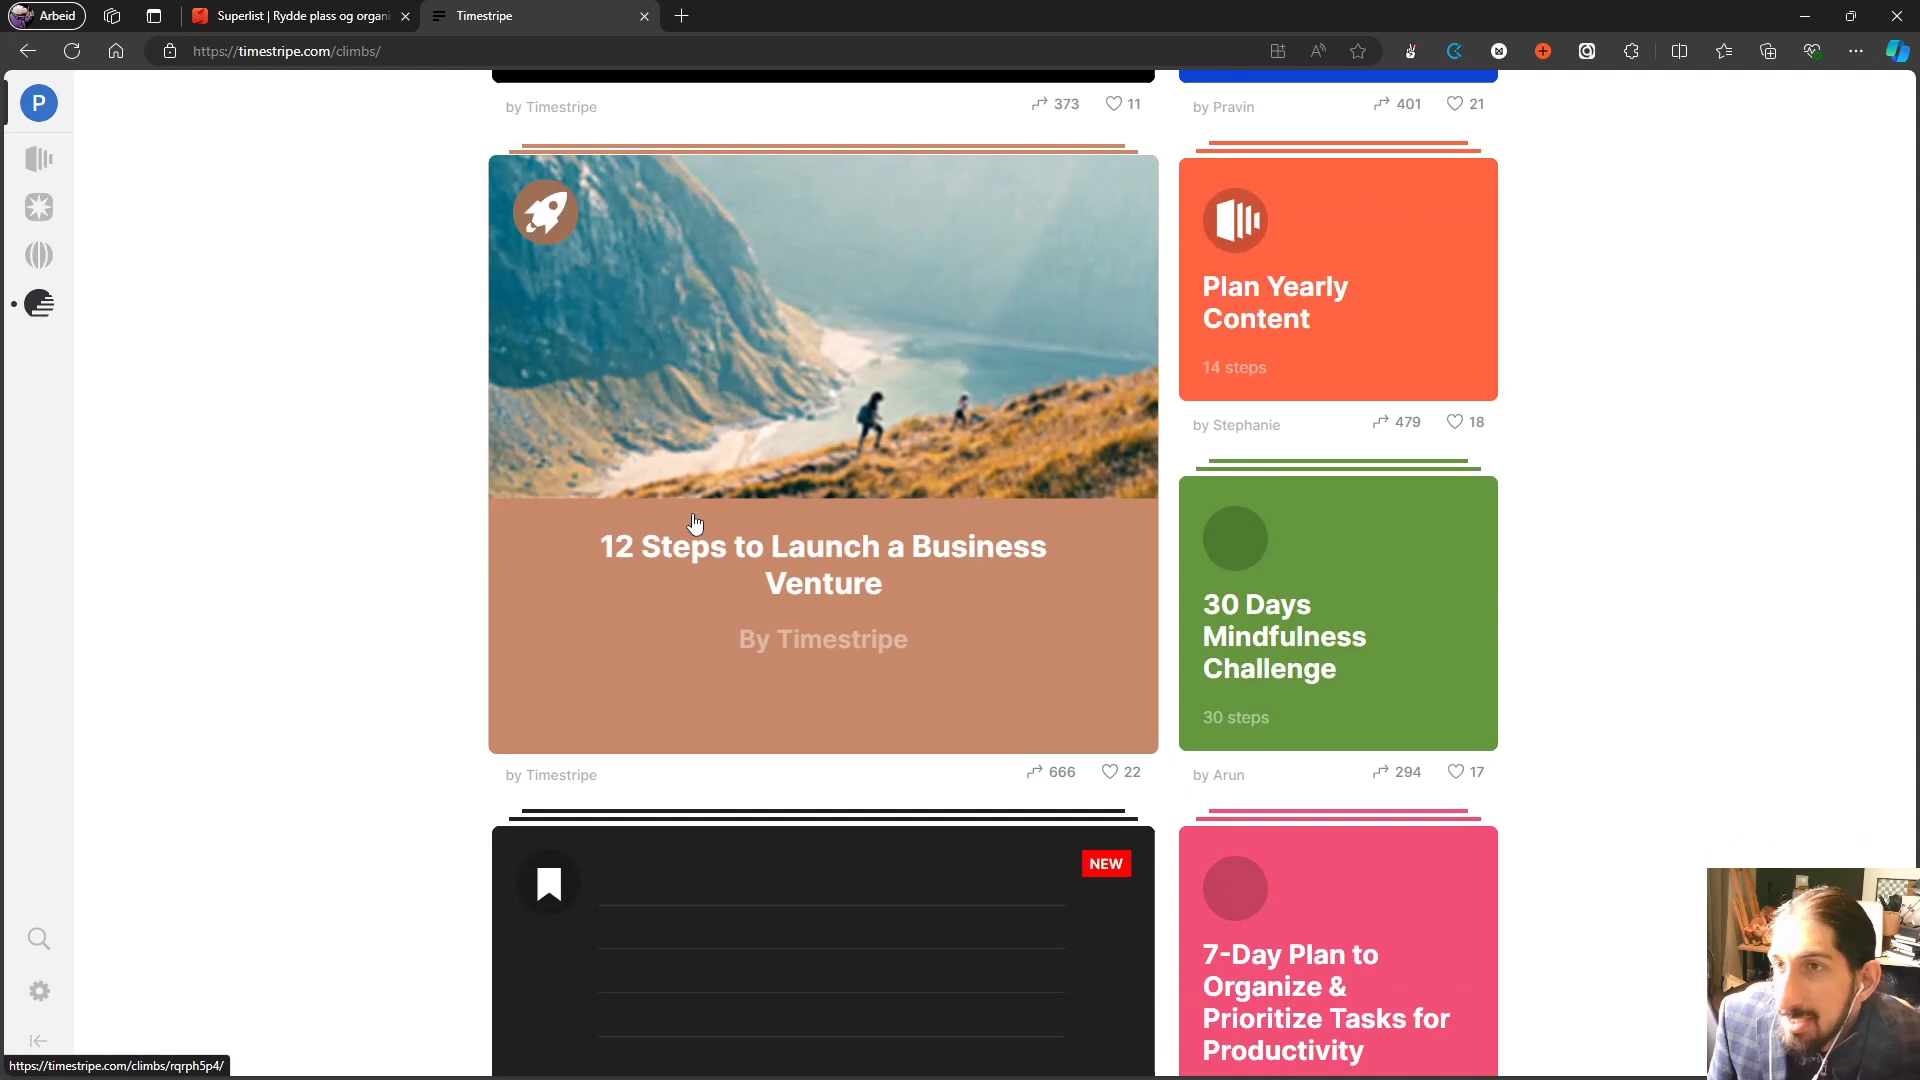 Arbeid
Superlist | Rydde plass og organi
Timestripe
https://timestripe.com/climbs/
P
by Timestripe
373
11
by Pravin
401
21
12 Steps to Launch a Business
Venture
By Timestripe
by Timestripe
666
22
Plan Yearly
Content
14 steps
by Stephanie
479
18
30 Days
Mindfulness
Challenge
30 steps
by Arun
294
17
NEW
7-Day Plan to
Organize &
Prioritize Tasks for
Productivity
https://timestripe.com/climbs/rqrph5p4/